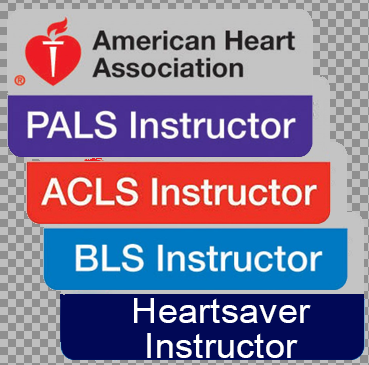 American Heart
Association
®
PALS Instructor
ACLS Instructor
BLS Instructor
Heartsaver
Instructor